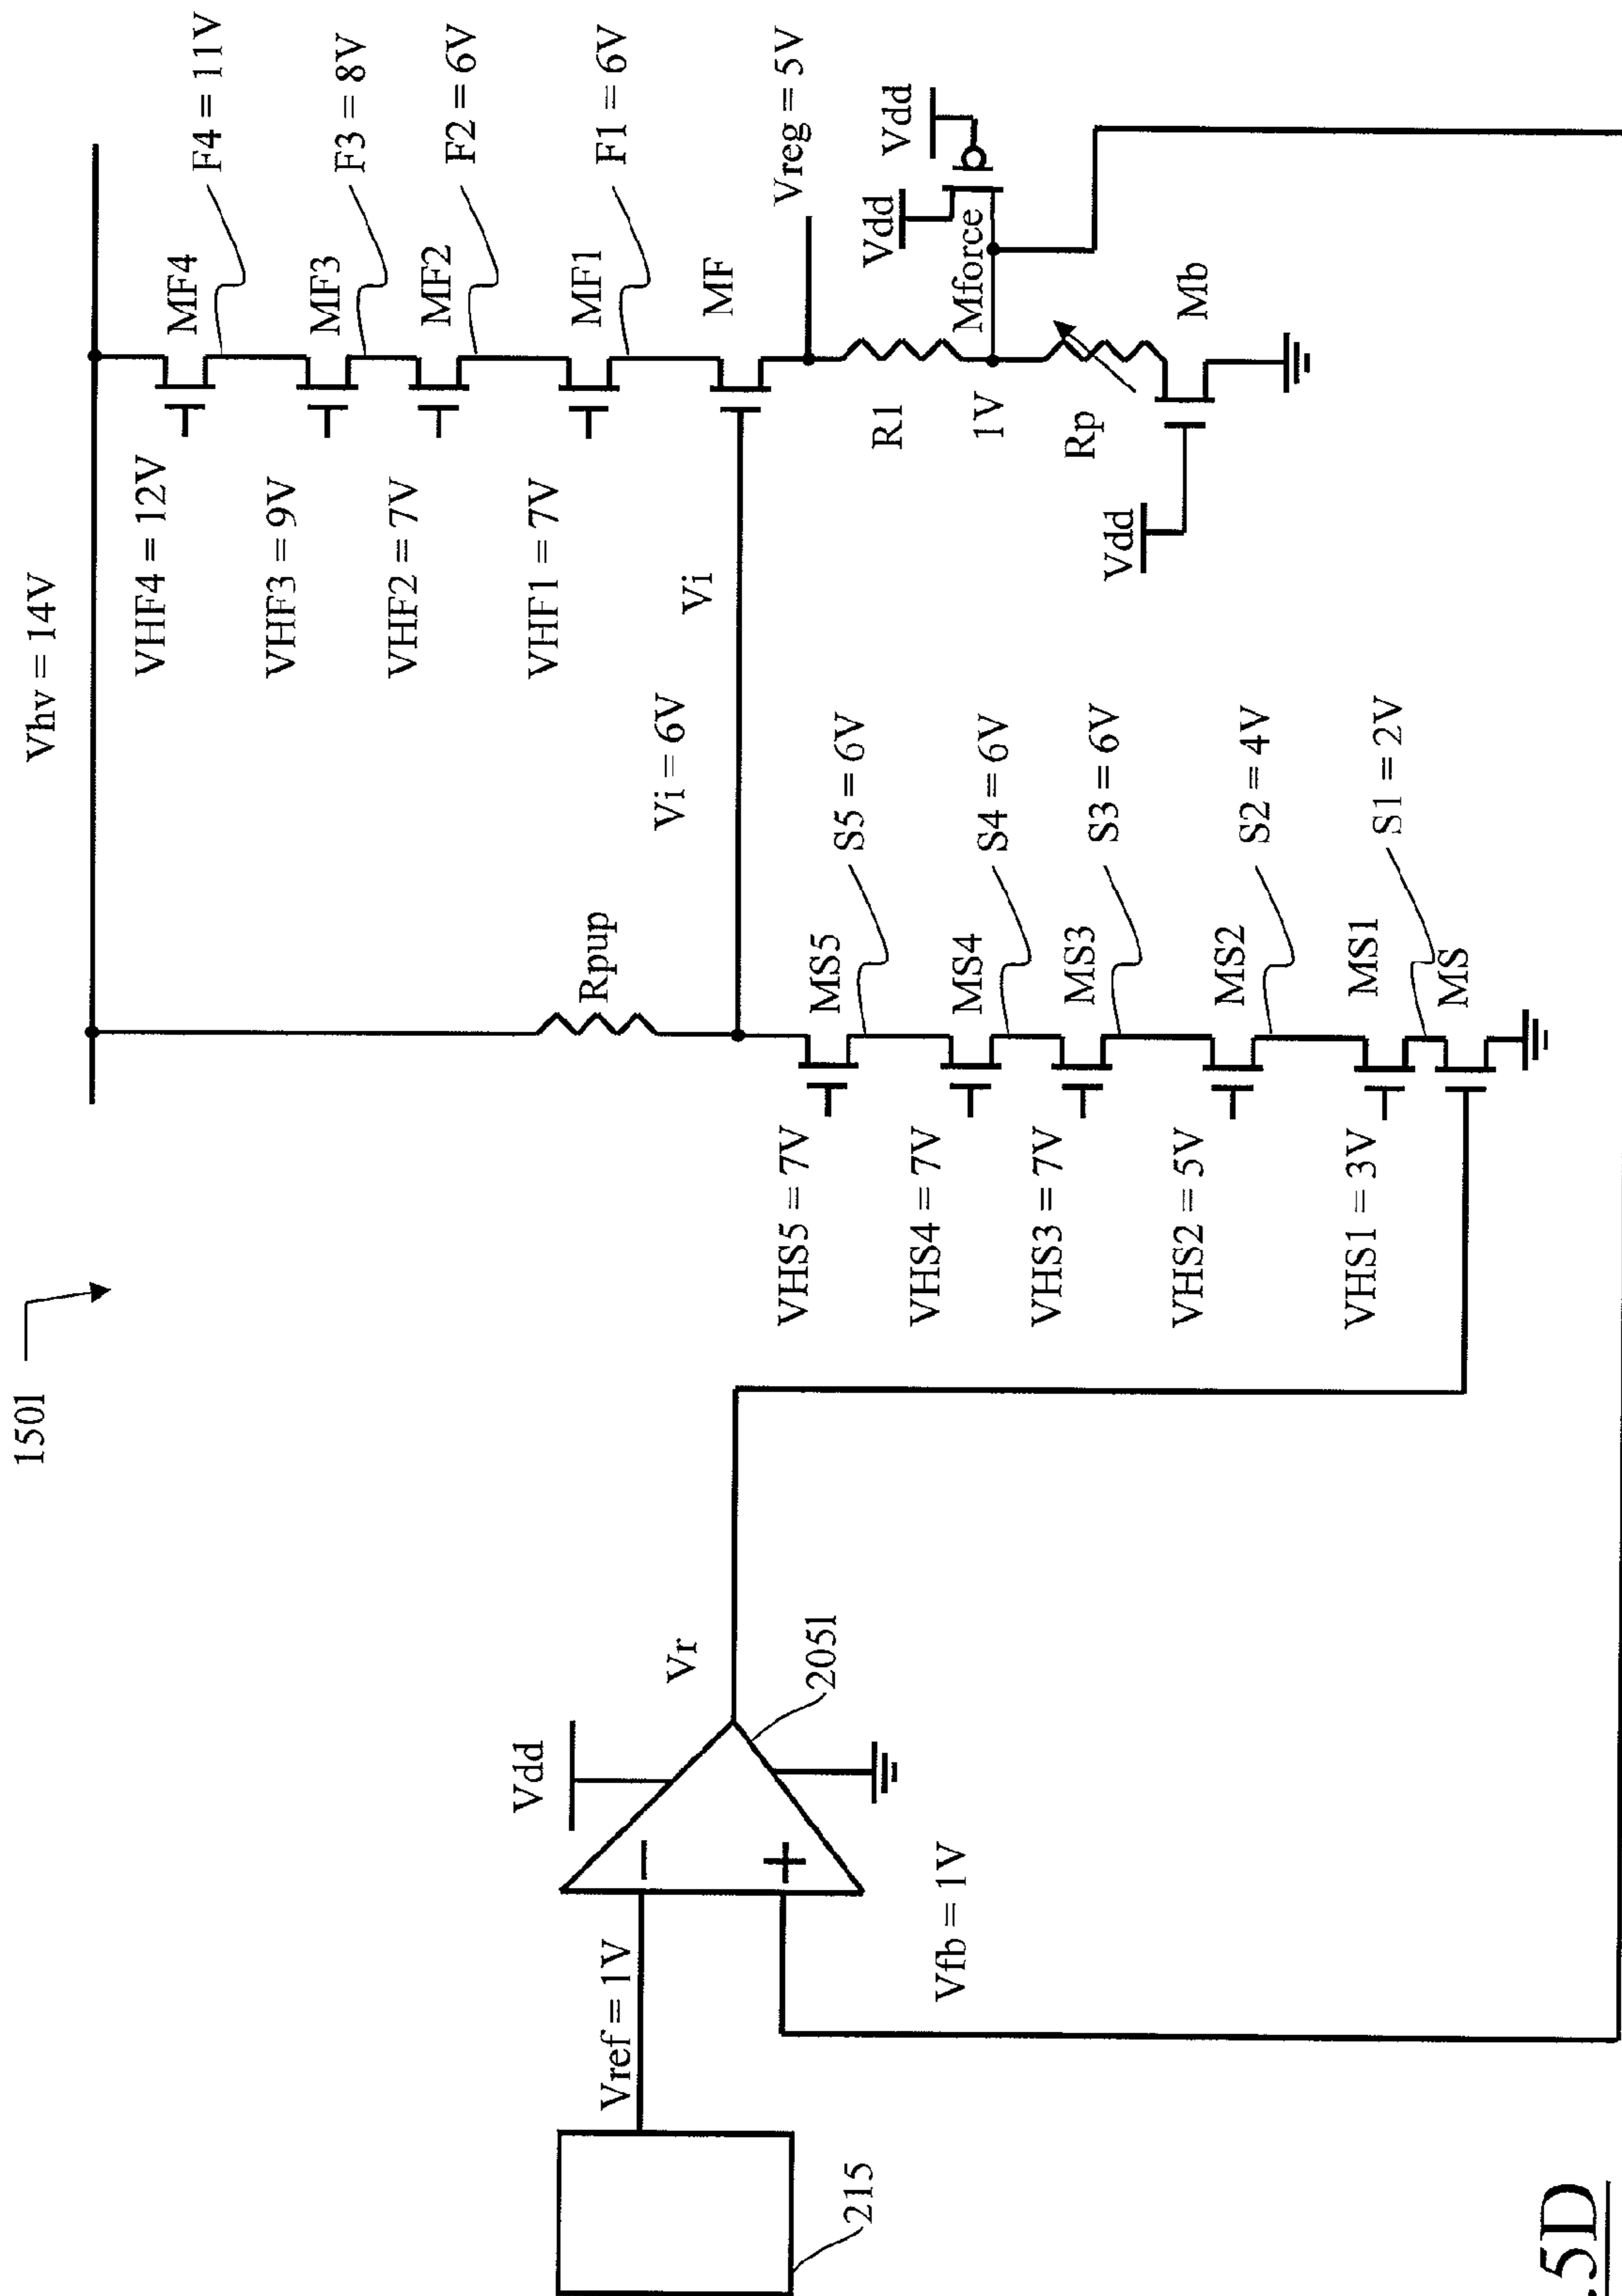 150l
Vhv = 14V
VHF4 = 12V
MF4
F4 = 11V
VHF3 = 9V
MF3
F3 = 8V
VHF2 = 7V
MF2
F2 = 6V
VHF1 = 7V
MF1
F1 = 6V
Rpup
Vi = 6V
Vi
MF
Vreg = 5V
R1
Vdd
Vdd
Mforce
1V
Rp
Mb
Vdd
VHS5 = 7V
MS5
S5 = 6V
VHS4 = 7V
MS4
S4 = 6V
VHS3 = 7V
MS3
S3 = 6V
VHS2 = 5V
MS2
S2 = 4V
VHS1 = 3V
MS1
S1 = 2V
MS
Vdd
Vr
205l
−
+
Vref = 1V
Vfb = 1V
215
.5D